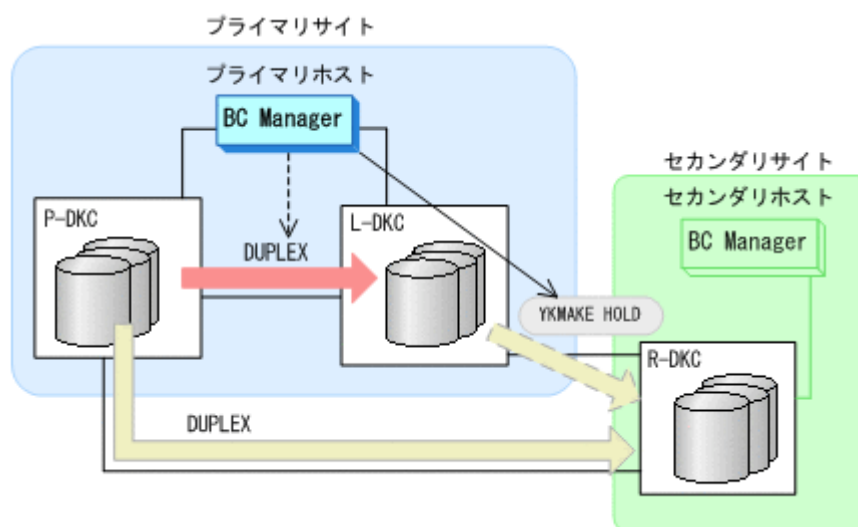 プライマリサイト
プライマリホスト
BC Manager
セカンダリサイト
セカンダリホスト
BC Manager
P-DKC
L-DKC
DUPLEX
YKMAKE HOLD
R-DKC
DUPLEX